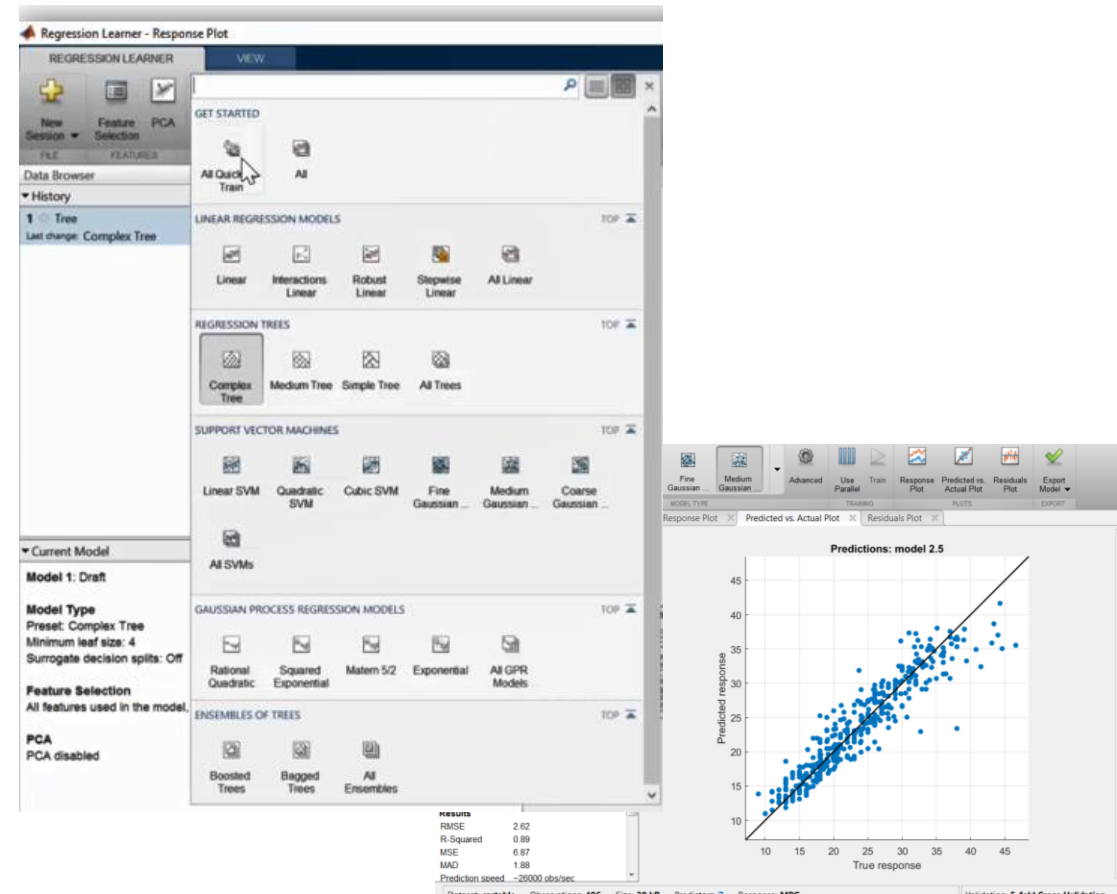 Regression Learner - Response Plot
REGRESSION LEARNER VIEW
New Session
Feature Selection
PCA
FILE FEATURES
Data Browser
History
1 Tree
Last change: Complex Tree
GET STARTED
All Quick
Train
All
LINEAR REGRESSION MODELS TOP
Linear
Interactions Linear
Robust Linear
Stepwise Linear
All Linear
REGRESSION TREES TOP
Complex Tree
Medium Tree
Simple Tree
All Trees
SUPPORT VECTOR MACHINES TOP
Linear SVM
Quadratic SVM
Cubic SVM
Fine Gaussian ...
Medium Gaussian ...
Coarse Gaussian ...
All SVMs
GAUSSIAN PROCESS REGRESSION MODELS TOP
Rational Quadratic
Squared Exponential
Matern 5/2
Exponential
All GPR Models
ENSEMBLES OF TREES TOP
Boosted Trees
Bagged Trees
All Ensembles
Current Model
Model 1: Draft
Model Type
Preset: Complex Tree
Minimum leaf size: 4
Surrogate decision splits: Off
Feature Selection
All features used in the model,
PCA
PCA disabled
Fine Gaussian ...
Medium Gaussian ...
Advanced
Use Parallel
Train
Response Plot
Predicted vs. Actual Plot
Residuals Plot
Export Model
MODEL TYPE TRAINING PLOTS EXPORT
Response Plot Predicted vs. Actual Plot Residuals Plot
Predictions: model 2.5
Predicted response
45
40
35
30
25
20
15
10
10 15 20 25 30 35 40 45
True response
Results
RMSE 2.62
R-Squared 0.89
MSE 6.87
MAD 1.88
Prediction speed ~26000 obs/sec